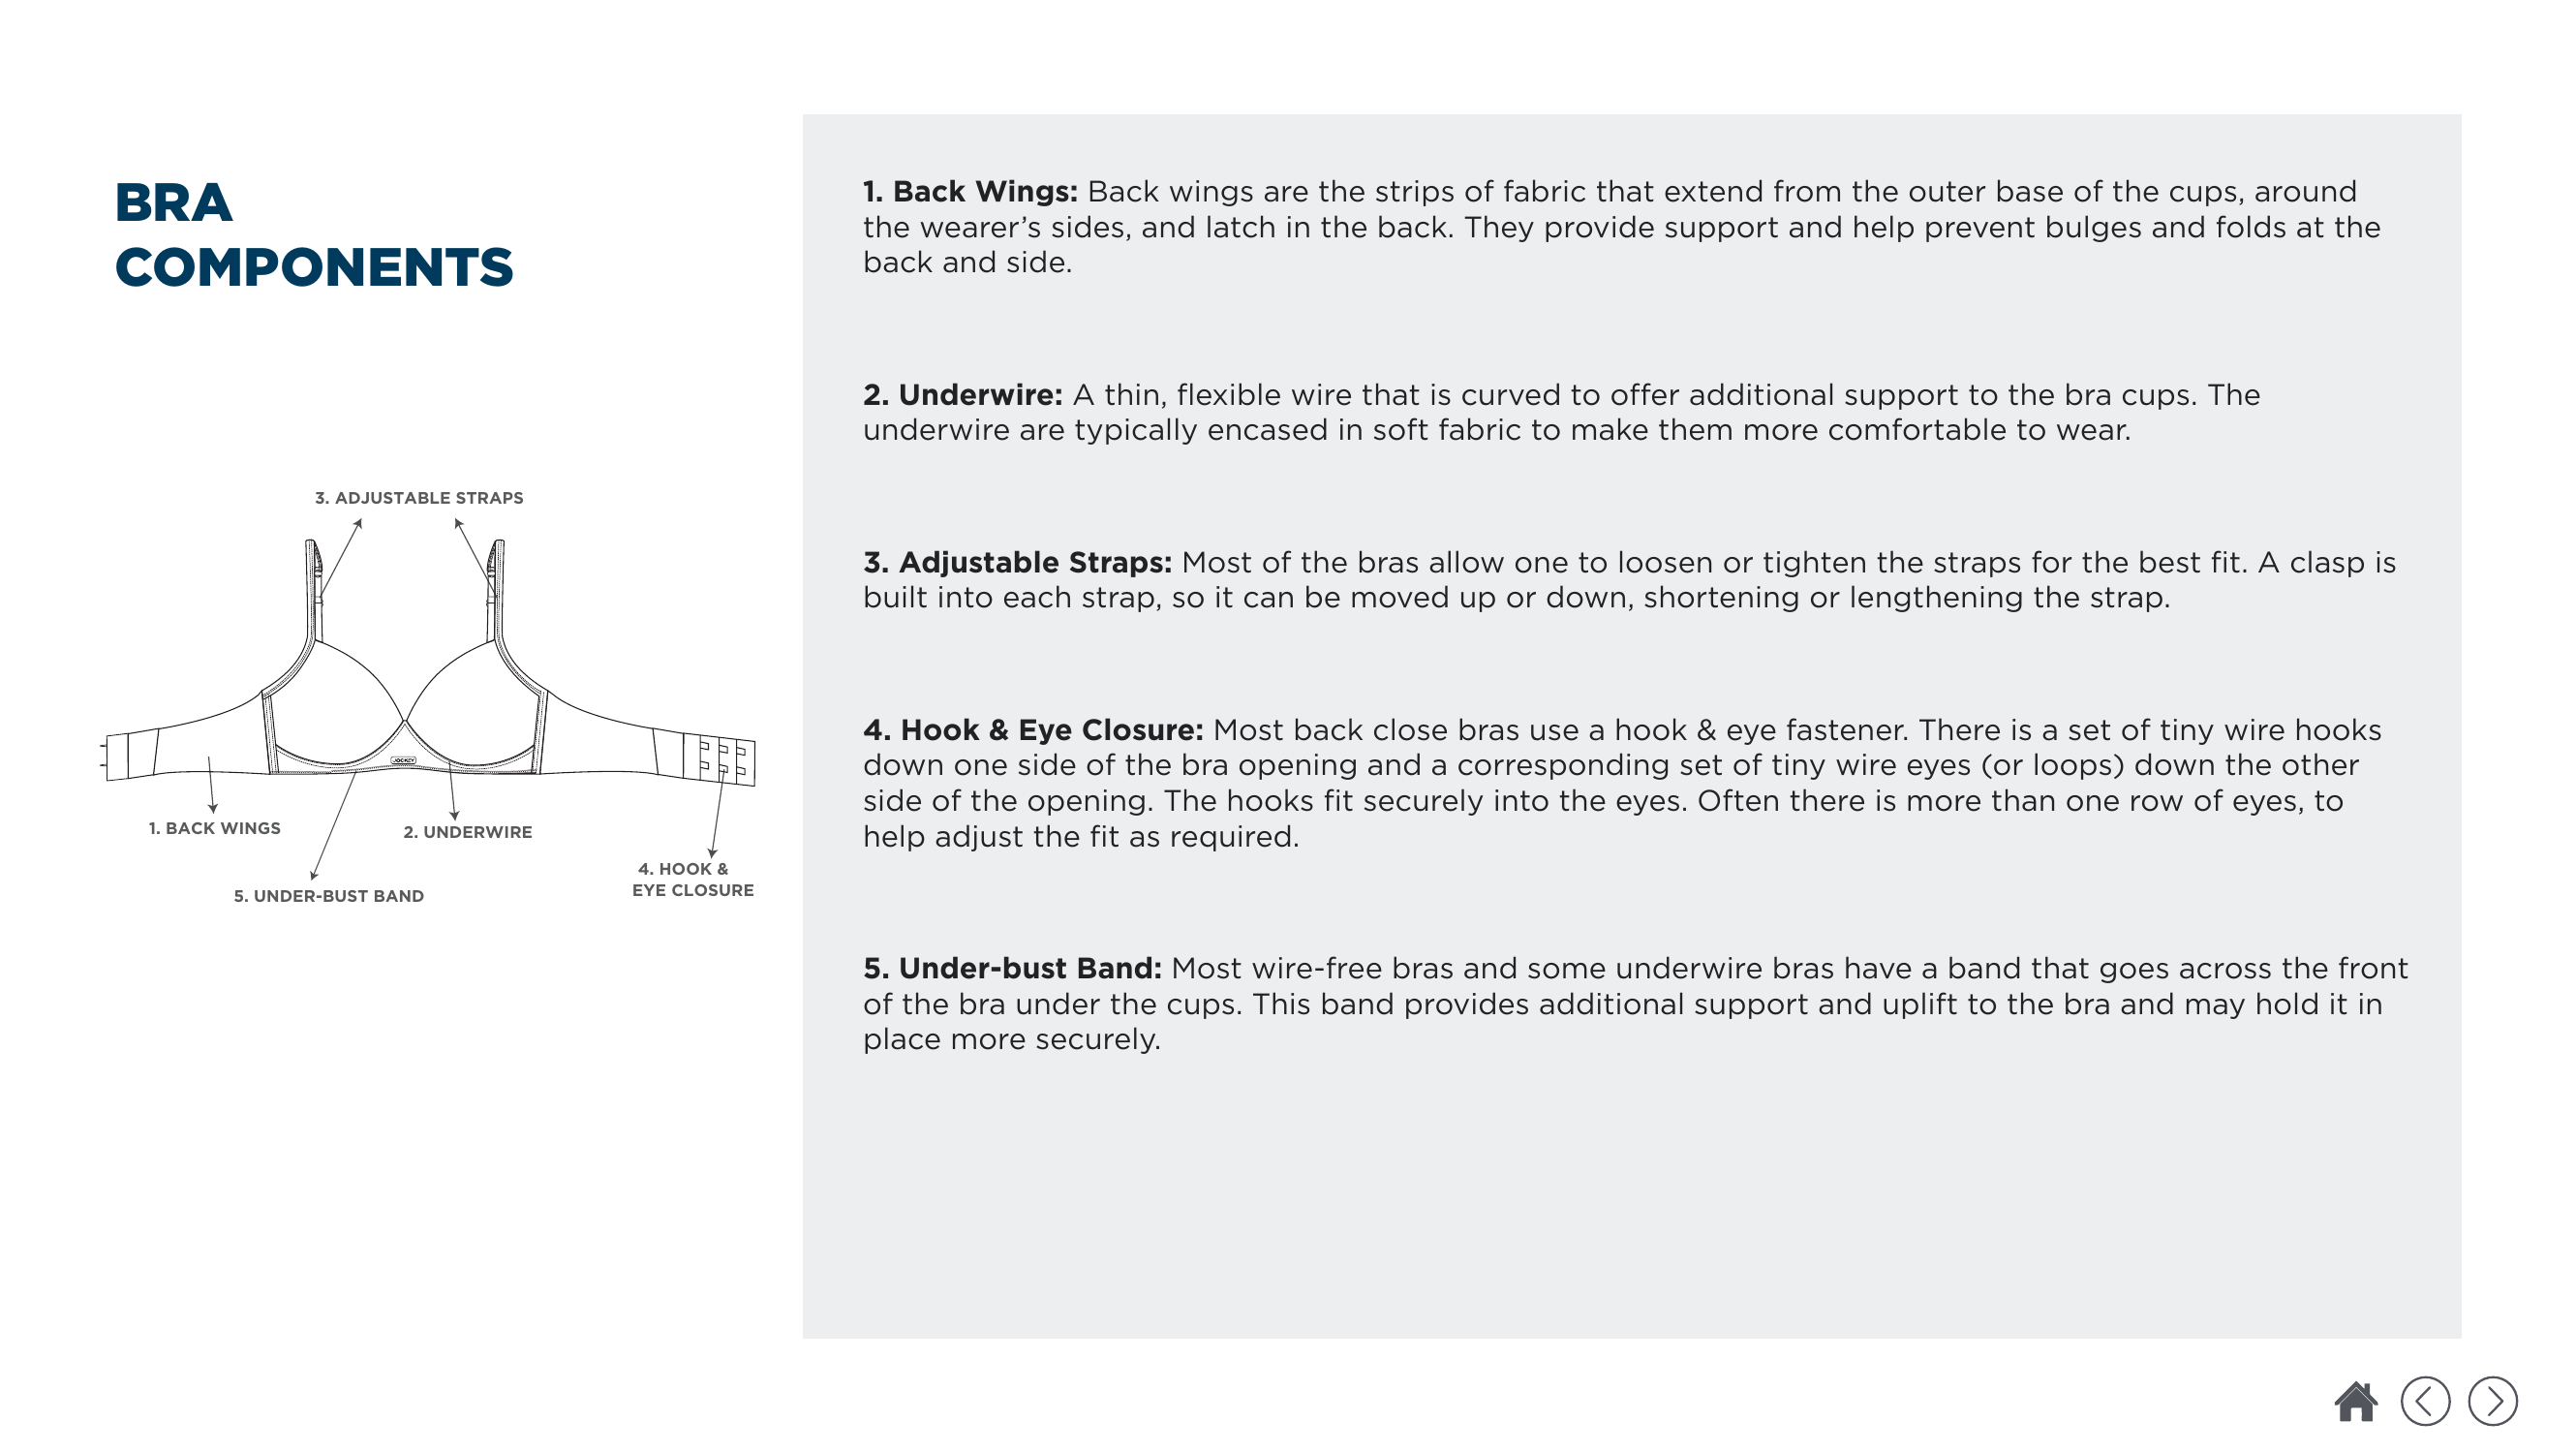 BRA
COMPONENTS
3. ADJUSTABLE STRAPS
JOCKEY
1. BACK WINGS
2. UNDERWIRE
4. HOOK &
EYE CLOSURE
5. UNDER-BUST BAND
1. Back Wings: Back wings are the strips of fabric that extend from the outer base of the cups, around
the wearer’s sides, and latch in the back. They provide support and help prevent bulges and folds at the
back and side.
2. Underwire: A thin, flexible wire that is curved to offer additional support to the bra cups. The
underwire are typically encased in soft fabric to make them more comfortable to wear.
3. Adjustable Straps: Most of the bras allow one to loosen or tighten the straps for the best fit. A clasp is
built into each strap, so it can be moved up or down, shortening or lengthening the strap.
4. Hook & Eye Closure: Most back close bras use a hook & eye fastener. There is a set of tiny wire hooks
down one side of the bra opening and a corresponding set of tiny wire eyes (or loops) down the other
side of the opening. The hooks fit securely into the eyes. Often there is more than one row of eyes, to
help adjust the fit as required.
5. Under-bust Band: Most wire-free bras and some underwire bras have a band that goes across the front
of the bra under the cups. This band provides additional support and uplift to the bra and may hold it in
place more securely.